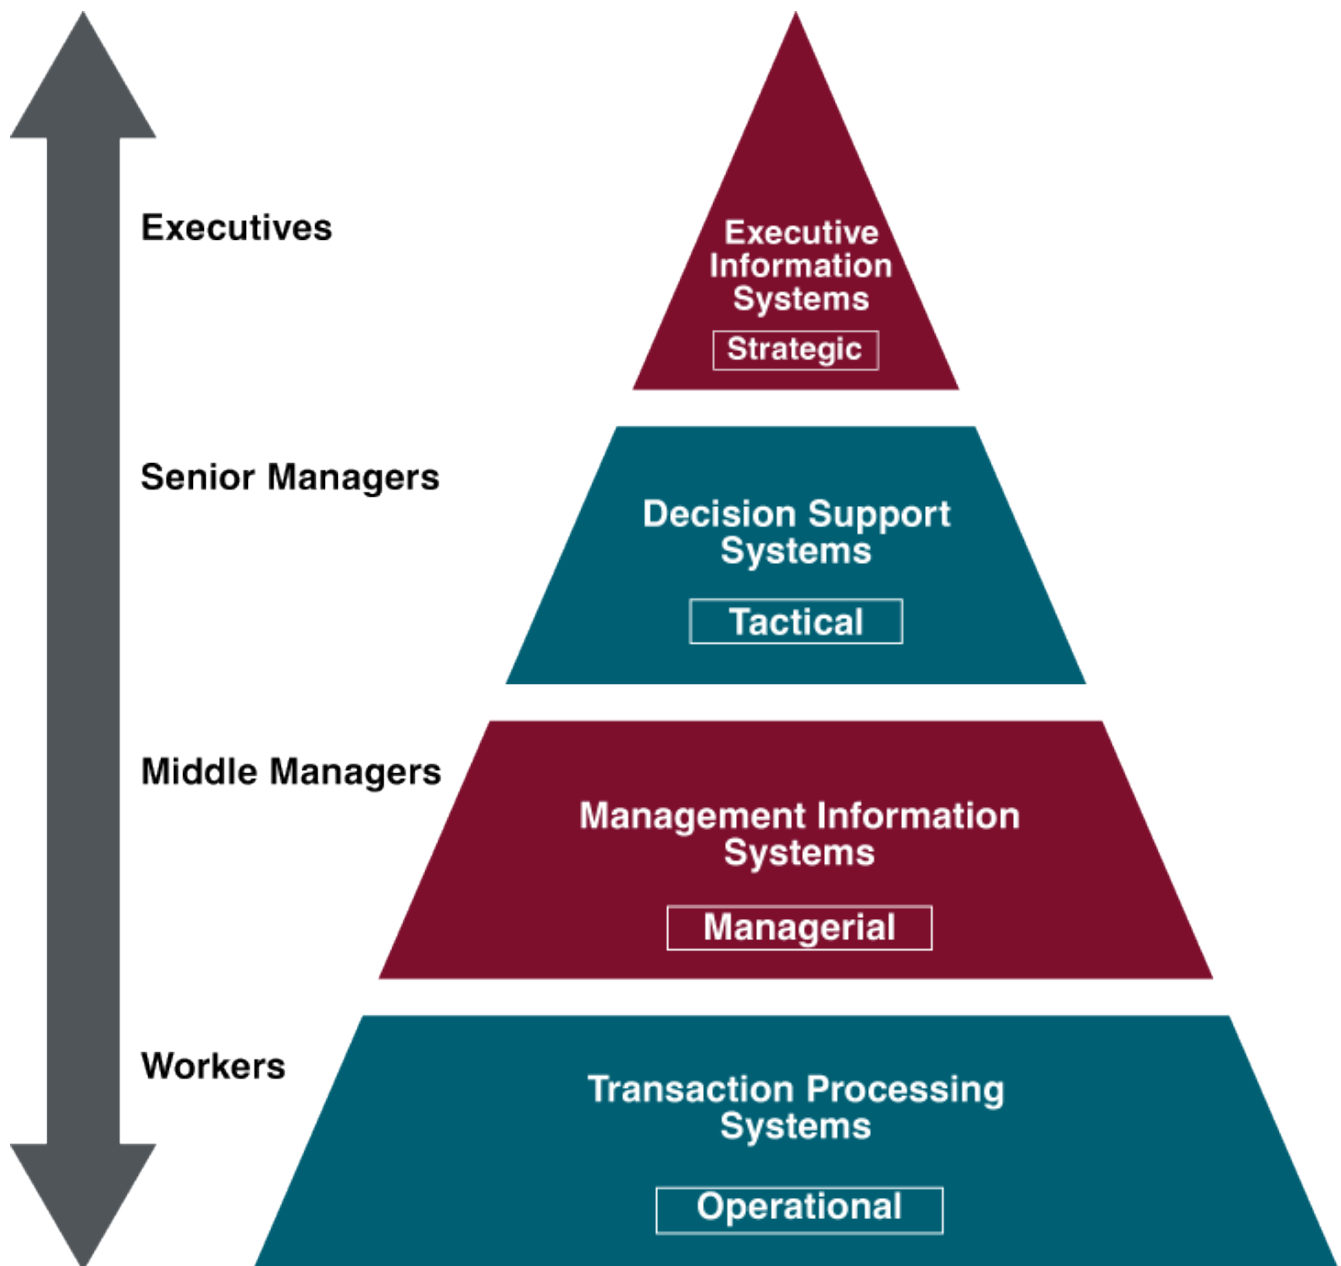 Executives
Executive
Information
Systems
Strategic
Senior Managers
Decision Support
Systems
Tactical
Middle Managers
Management Information
Systems
Managerial
Workers
Transaction Processing
Systems
Operational